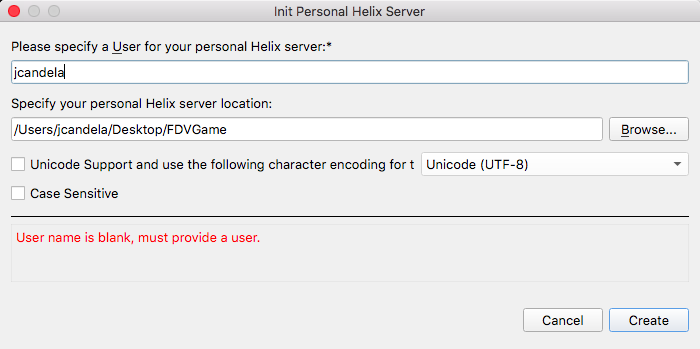 Init Personal Helix Server
Please specify a User for your personal Helix server:*
jcandela
Specify your personal Helix server location:
/Users/jcandela/Desktop/FDVGame
Browse...
Unicode Support and use the following character encoding for t
Unicode (UTF-8)
Case Sensitive
User name is blank, must provide a user.
Cancel
Create